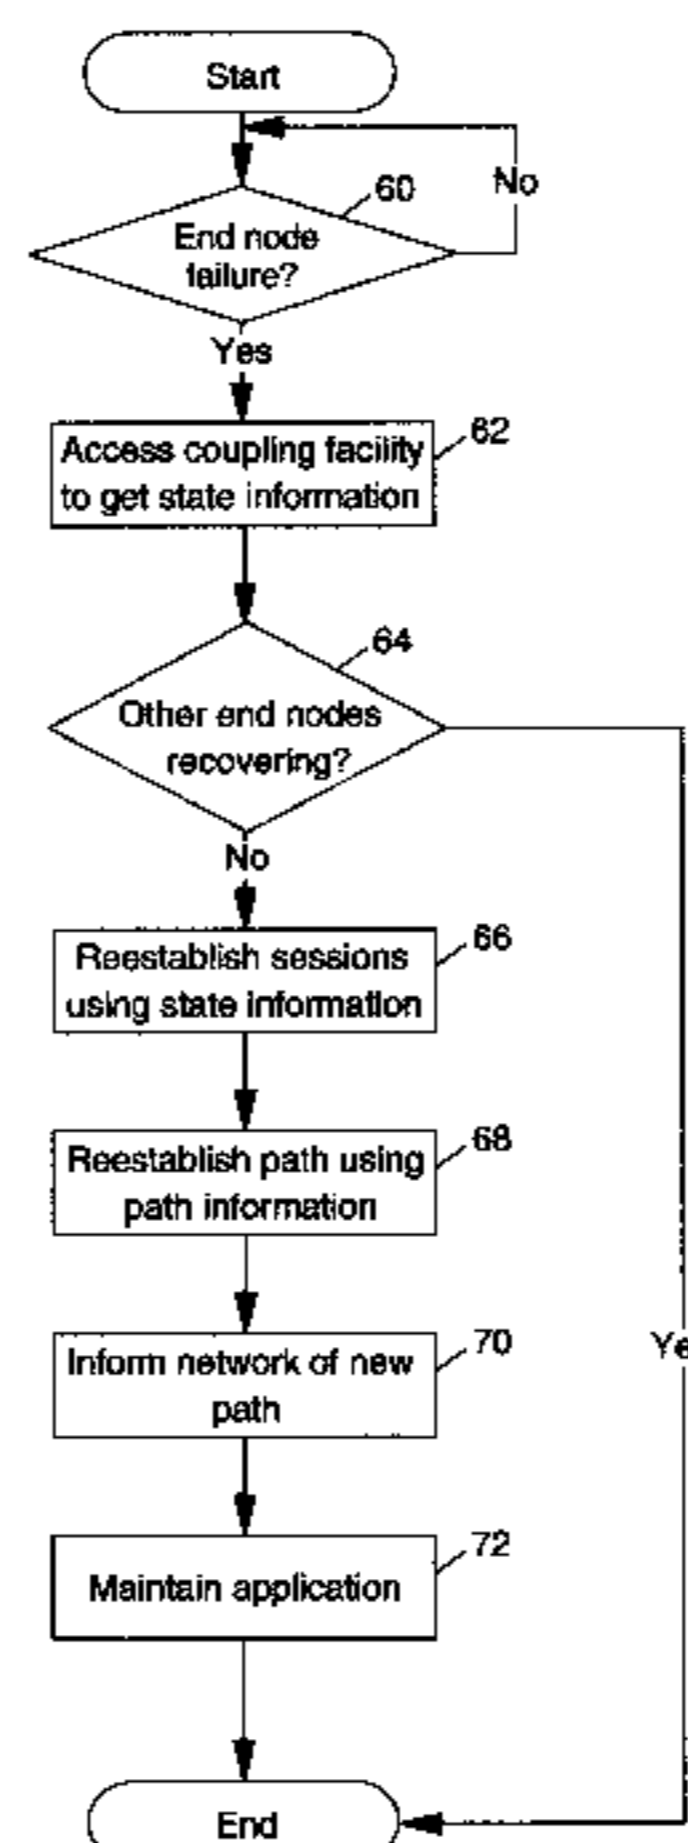 Start
60
No
End node
failure?
Yes
Access coupling facility
to get state information
62
64
Other end nodes
recovering?
No
Reestablish sessions
using state information
66
Reestablish path using
path information
68
Ye
Inform network of new
path
70
Maintain application
72
End